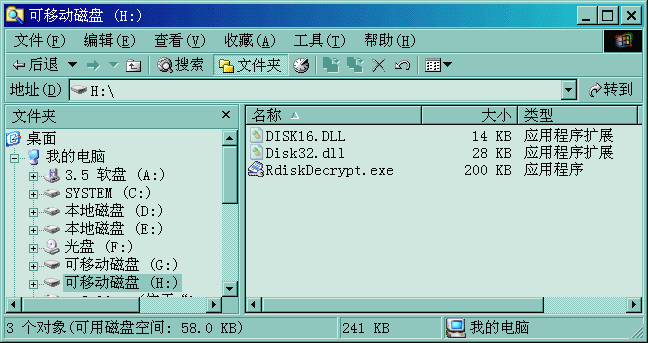 可移动磁盘 (H:)
文件(F) 编辑(E) 查看(V) 收藏(A) 工具(T) 帮助(H)
后退 搜索 文件夹
地址(D) H:\ 转到
文件夹
桌面
我的电脑
3.5 软盘 (A:)
SYSTEM (C:)
本地磁盘 (D:)
本地磁盘 (E:)
光盘 (F:)
可移动磁盘 (G:)
可移动磁盘 (H:)
名称 大小 类型
DISK16.DLL 14 KB 应用程序扩展
Disk32.dll 28 KB 应用程序扩展
RdiskDecrypt.exe 200 KB 应用程序
3 个对象(可用磁盘空间: 58.0 KB) 241 KB 我的电脑